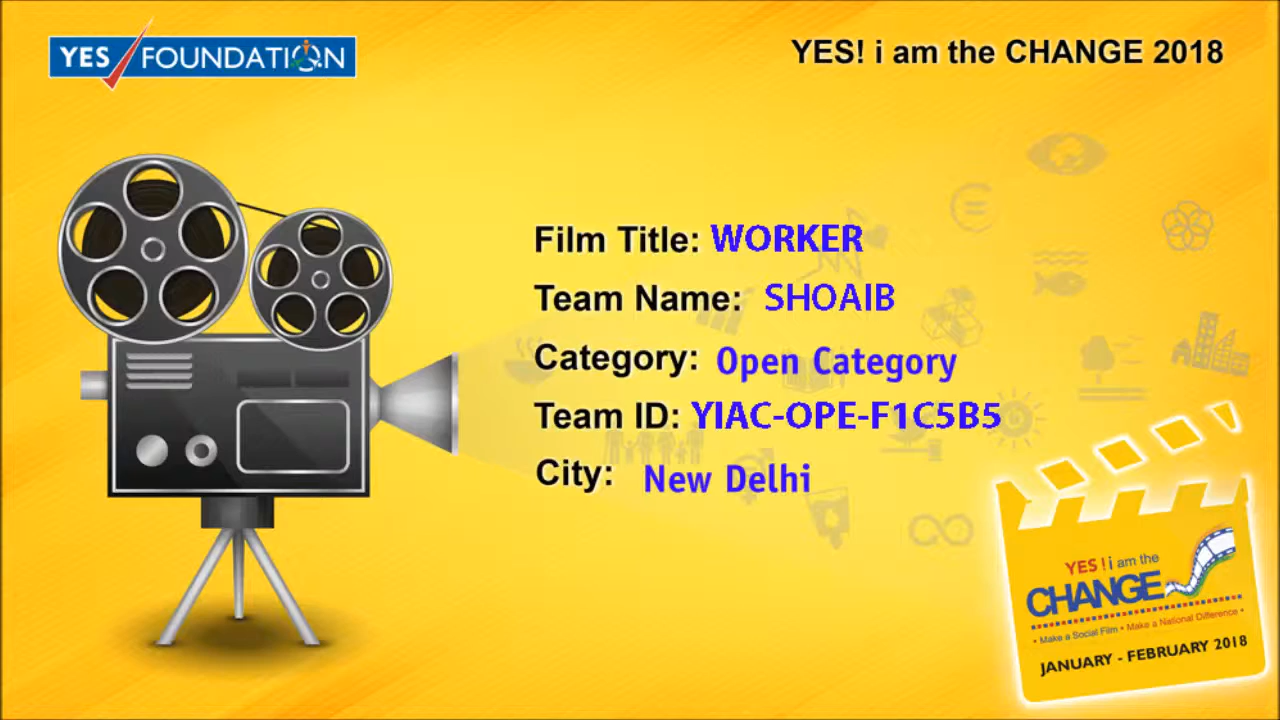 YES FOUNDATION
YES! i am the CHANGE 2018
Film Title: WORKER
Team Name: SHOAIB
Category: Open Category
Team ID: YIAC-OPE-F1C5B5
City: New Delhi
YES! i am the
CHANGE
• Make a Social Film • Make a National Difference •
JANUARY - FEBRUARY 2018